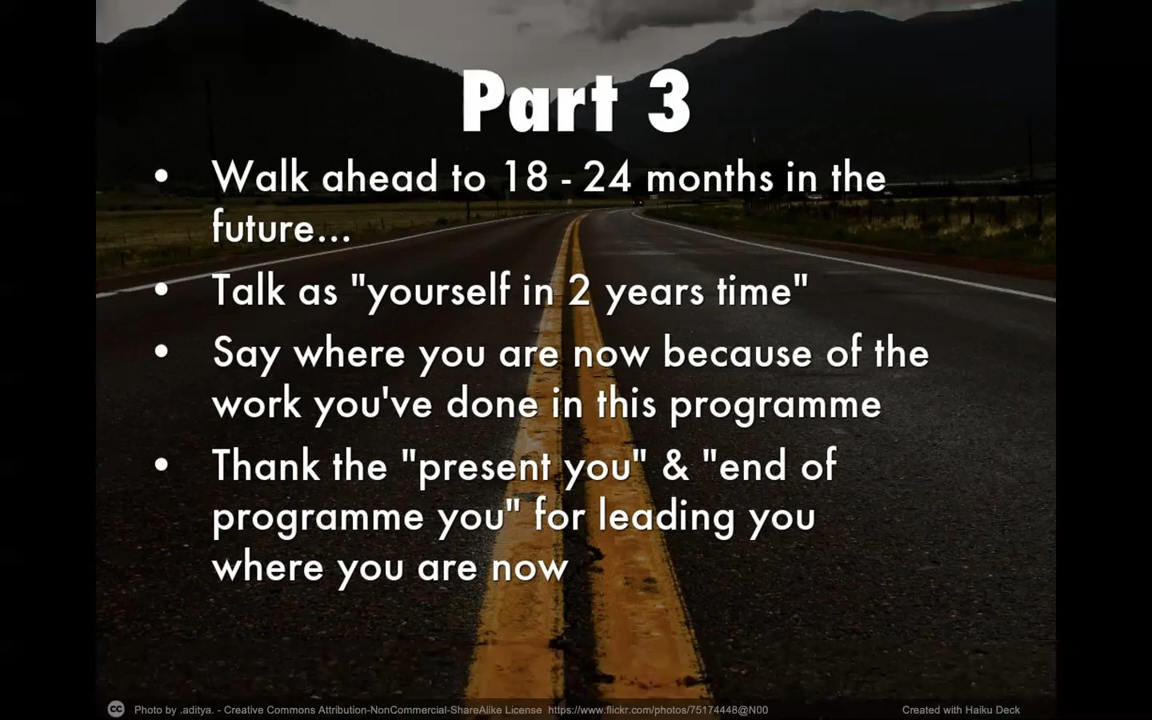 Part 3
• Walk ahead to 18 - 24 months in the
future...
• Talk as "yourself in 2 years time"
• Say where you are now because of the
work you've done in this programme
• Thank the "present you" & "end of
programme you" for leading you
where you are now
cc Photo by .aditya. - Creative Commons Attribution-NonCommercial-ShareAlike License https://www.flickr.com/photos/75174448@N00 Created with Haiku Deck